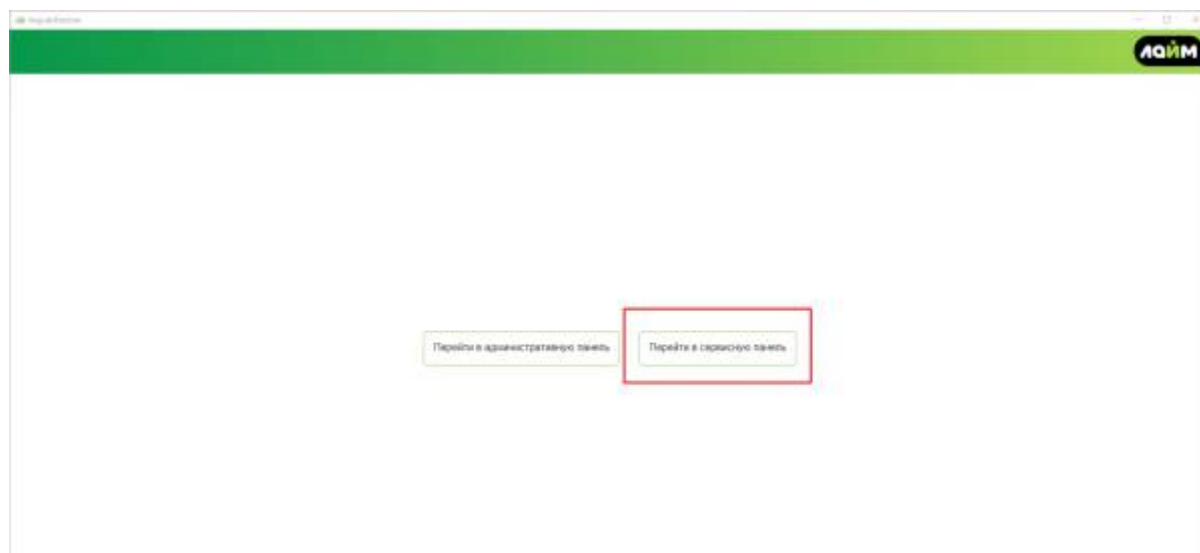 лайм
Перейти в административную панель
Перейти в сервисную панель